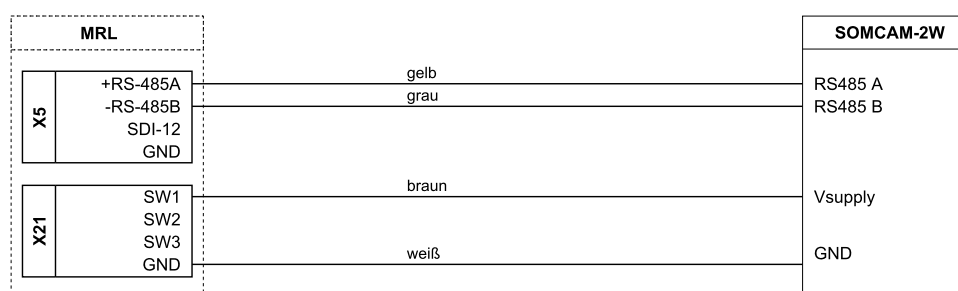 MRL
SOMCAM-2W
X5
+RS-485A
gelb
RS485 A
-RS-485B
grau
RS485 B
SDI-12
GND
X21
SW1
braun
Vsupply
SW2
SW3
GND
weiß
GND